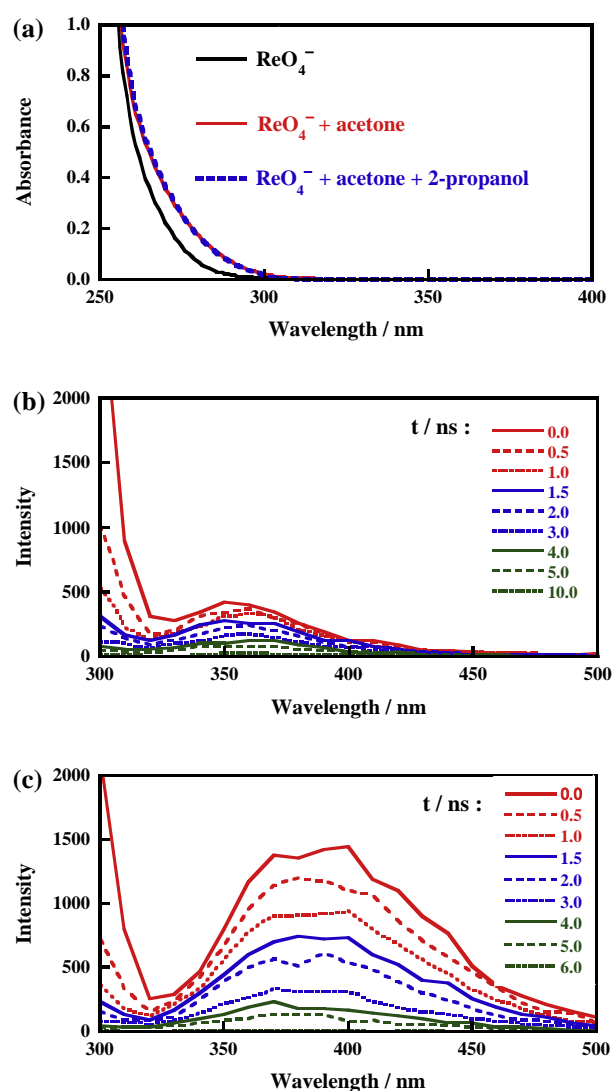 (a)
1.0
0.8
0.6
0.4
0.2
0.0
Absorbance
ReO₄⁻
ReO₄⁻ + acetone
ReO₄⁻ + acetone + 2-propanol
250 300 350 400
Wavelength / nm
(b)
2000
1500
1000
500
0
Intensity
t / ns :
0.0
0.5
1.0
1.5
2.0
3.0
4.0
5.0
10.0
300 350 400 450 500
Wavelength / nm
(c)
2000
1500
1000
500
0
Intensity
t / ns :
0.0
0.5
1.0
1.5
2.0
3.0
4.0
5.0
6.0
300 350 400 450 500
Wavelength / nm